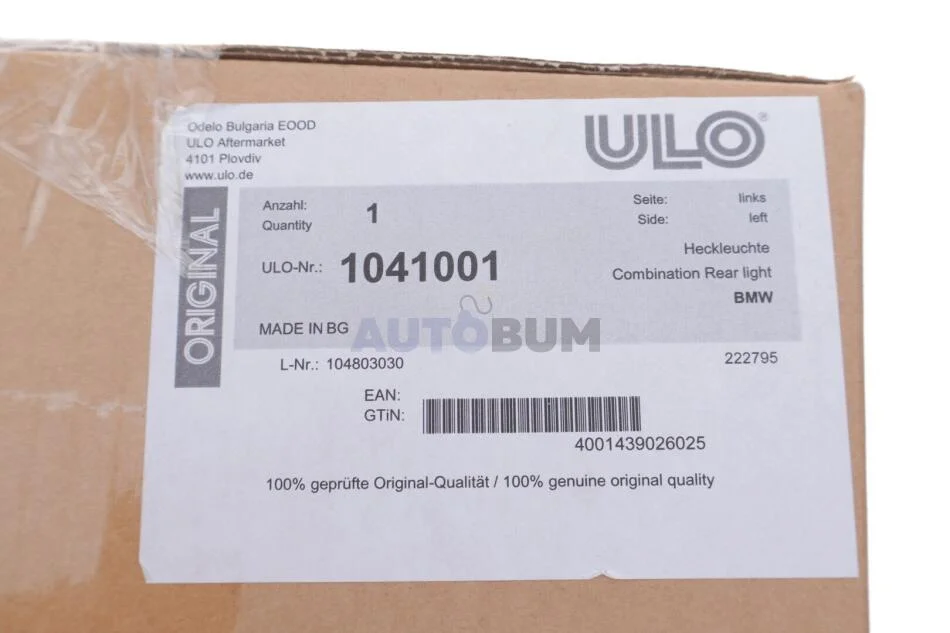 Odelo Bulgaria EOOD
ULO Aftermarket
4101 Plovdiv
www.ulo.de
ULO®
ORIGINAL
Anzahl: 1 Seite: links
Quantity Side: left
Heckleuchte
ULO-Nr.: 1041001 Combination Rear light
BMW
MADE IN BG
AUTOBUM
L-Nr.: 104803030 222795
EAN:
GTiN:
4001439026025
100% geprüfte Original-Qualität / 100% genuine original quality